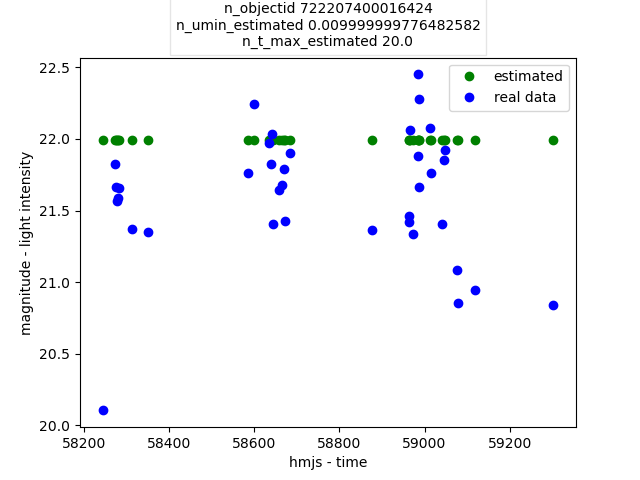 n_objectid 722207400016424
n_umin_estimated 0.009999999776482582
n_t_max_estimated 20.0
estimated
real data
magnitude - light intensity
22.5
22.0
21.5
21.0
20.5
20.0
58200 58400 58600 58800 59000 59200
hmjs - time